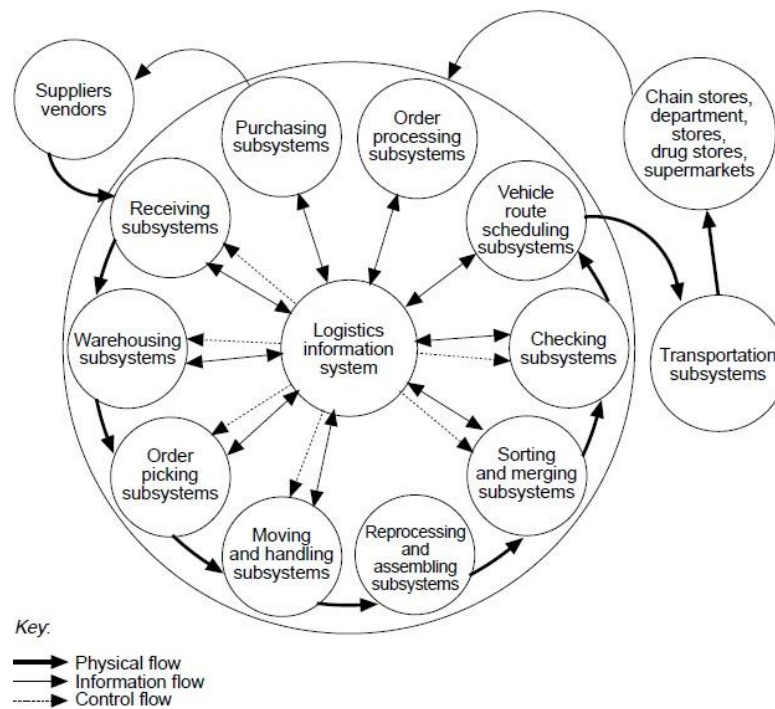 Suppliers
vendors
Purchasing
subsystems
Order
processing
subsystems
Chain stores,
department,
stores,
drug stores,
supermarkets
Receiving
subsystems
Vehicle
route
scheduling
subsystems
Warehousing
subsystems
Logistics
information
system
Checking
subsystems
Transportation
subsystems
Order
picking
subsystems
Sorting
and merging
subsystems
Moving
and handling
subsystems
Reprocessing
and
assembling
subsystems
Key:
Physical flow
Information flow
Control flow